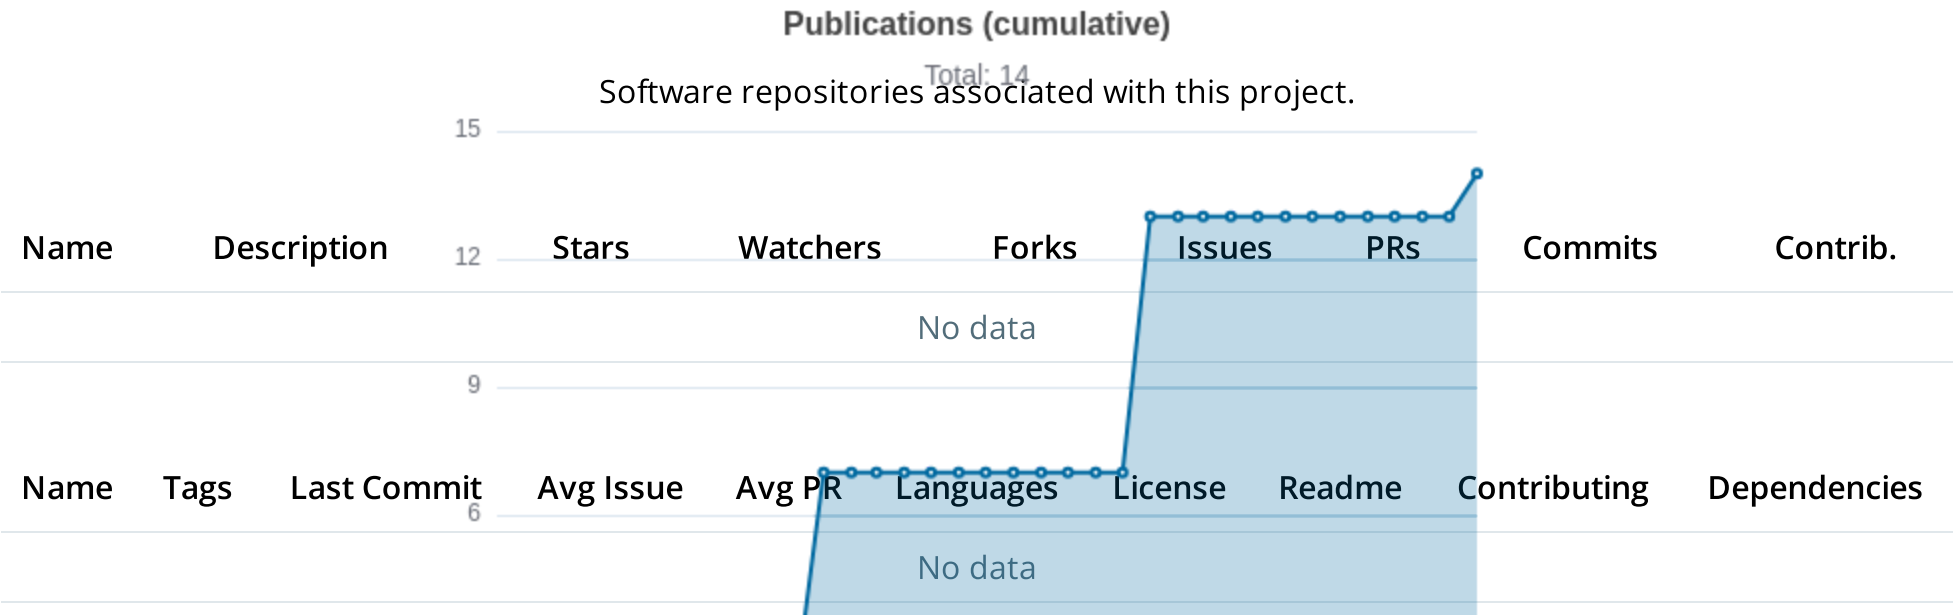 Publications (cumulative)
Total: 14
Software repositories associated with this project.
15
Name Description Stars Watchers Forks Issues PRs Commits Contrib.
12
No data
9
Name Tags Last Commit Avg Issue Avg PR Languages License Readme Contributing Dependencies
6
No data